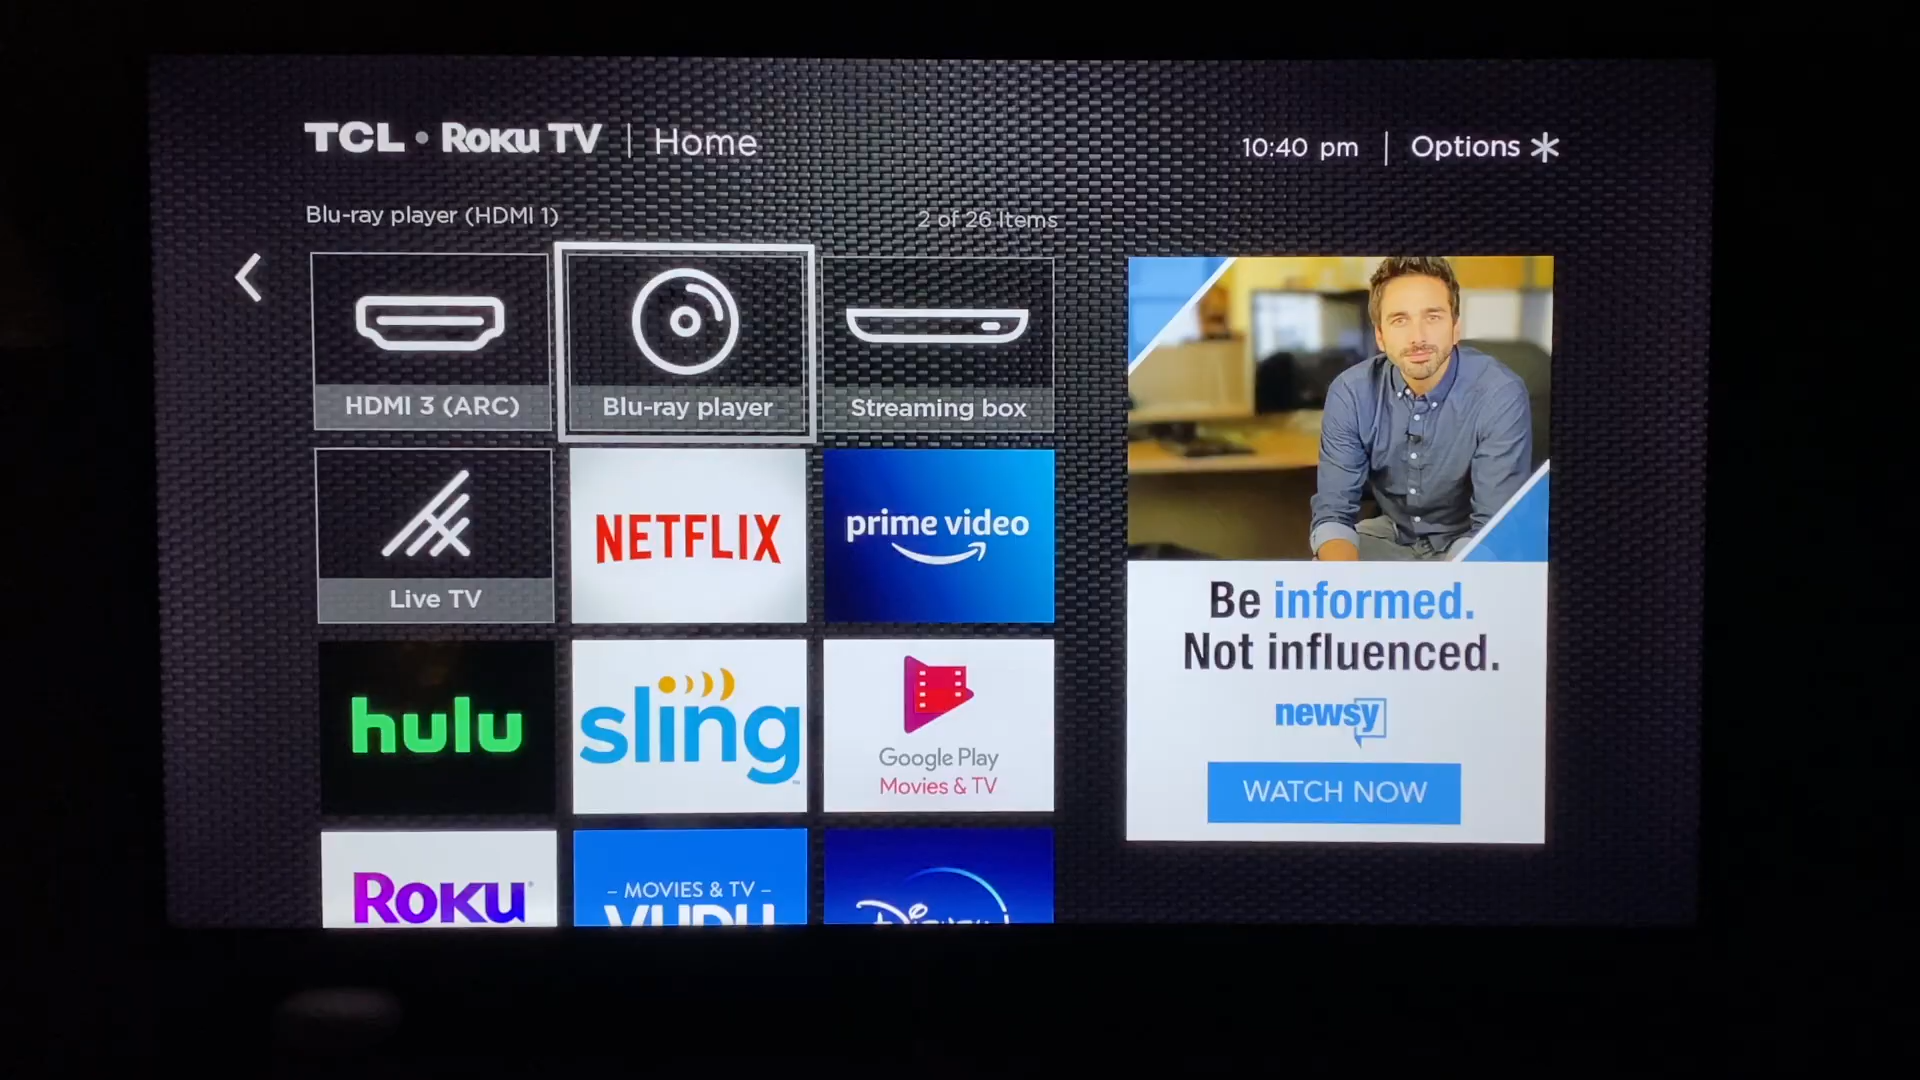 TCL • Roku TV | Home
10:40 pm | Options
Blu-ray player (HDMI 1)
2 of 26 Items
HDMI 3 (ARC)
Blu-ray player
Streaming box
Live TV
NETFLIX
prime video
hulu
sling
Google Play
Movies & TV
Roku
– MOVIES & TV –
VUDU
Disney
Be informed.
Not influenced.
newsy
WATCH NOW